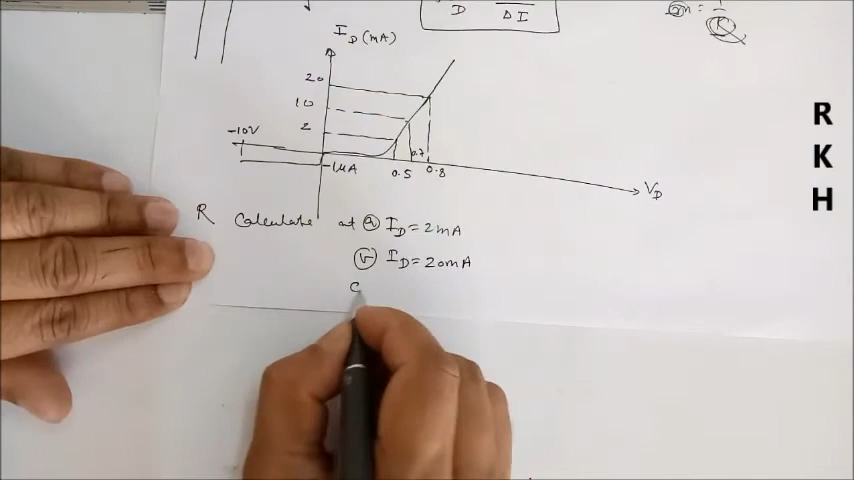 D ΔI
I_D (mA)
20
10
2
-10V
-1μA
0.5
0.7
0.8
V_D
R Calculate at (a) I_D = 2mA
(b) I_D = 20mA
C
R
K
H